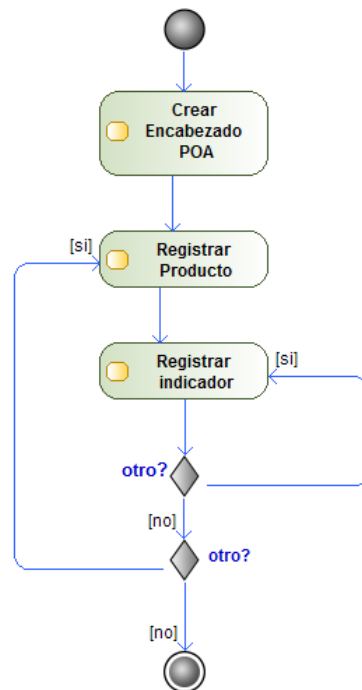 Crear
Encabezado
POA
[si]
Registrar
Producto
Registrar
indicador
[si]
otro?
[no]
otro?
[no]